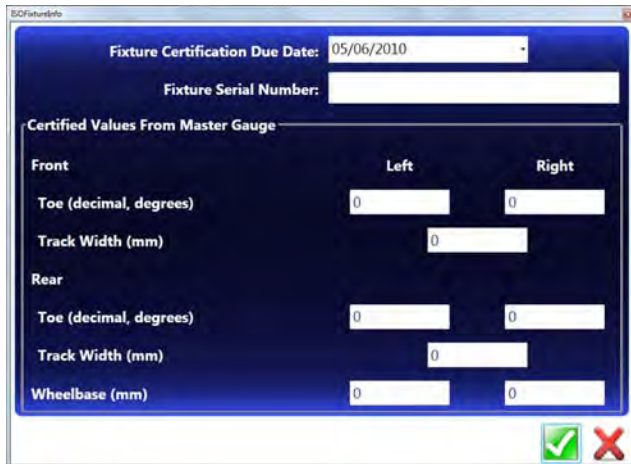 ISOFixtureInfo
Fixture Certification Due Date: 05/06/2010
Fixture Serial Number:
Certified Values From Master Gauge
Front Left Right
Toe (decimal, degrees) 0 0
Track Width (mm) 0
Rear
Toe (decimal, degrees) 0 0
Track Width (mm) 0
Wheelbase (mm) 0 0